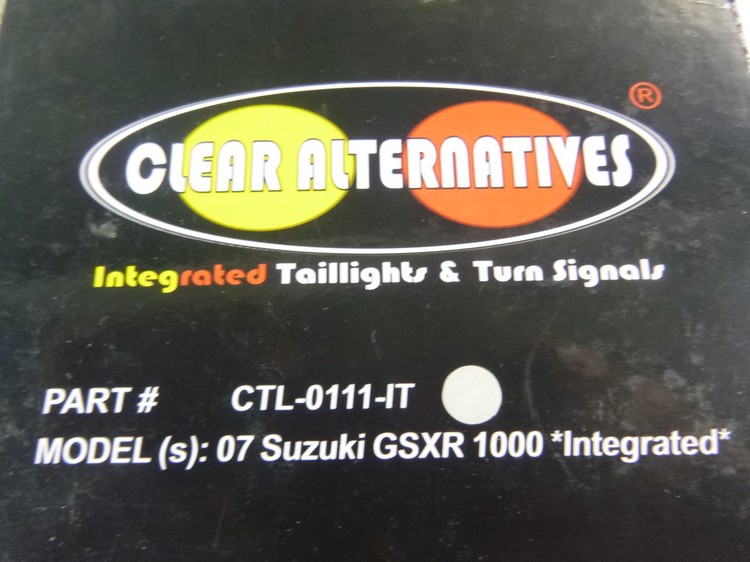 ®
CLEAR ALTERNATIVES
Integrated Taillights & Turn Signals
PART # CTL-0111-IT
MODEL (s): 07 Suzuki GSXR 1000 *Integrated*